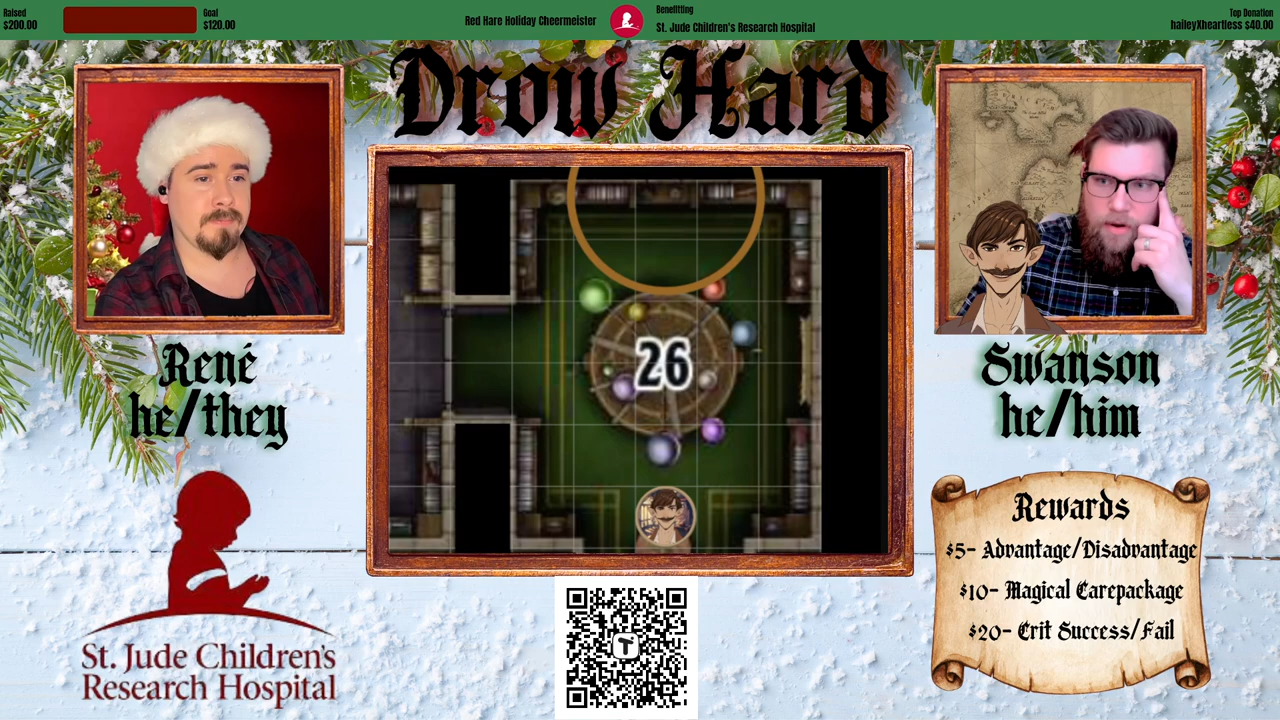 Raised
$200.00
Goal
$120.00
Red Hare Holiday Cheermeister
Benefitting
St. Jude Children's Research Hospital
Top Donation
haileyXheartless $40.00
Drow Hard
26
René
he/they
Swanson
he/him
St. Jude Children's
Research Hospital
Rewards
$5- Advantage/Disadvantage
$10- Magical Carepackage
$20- Crit Success/Fail